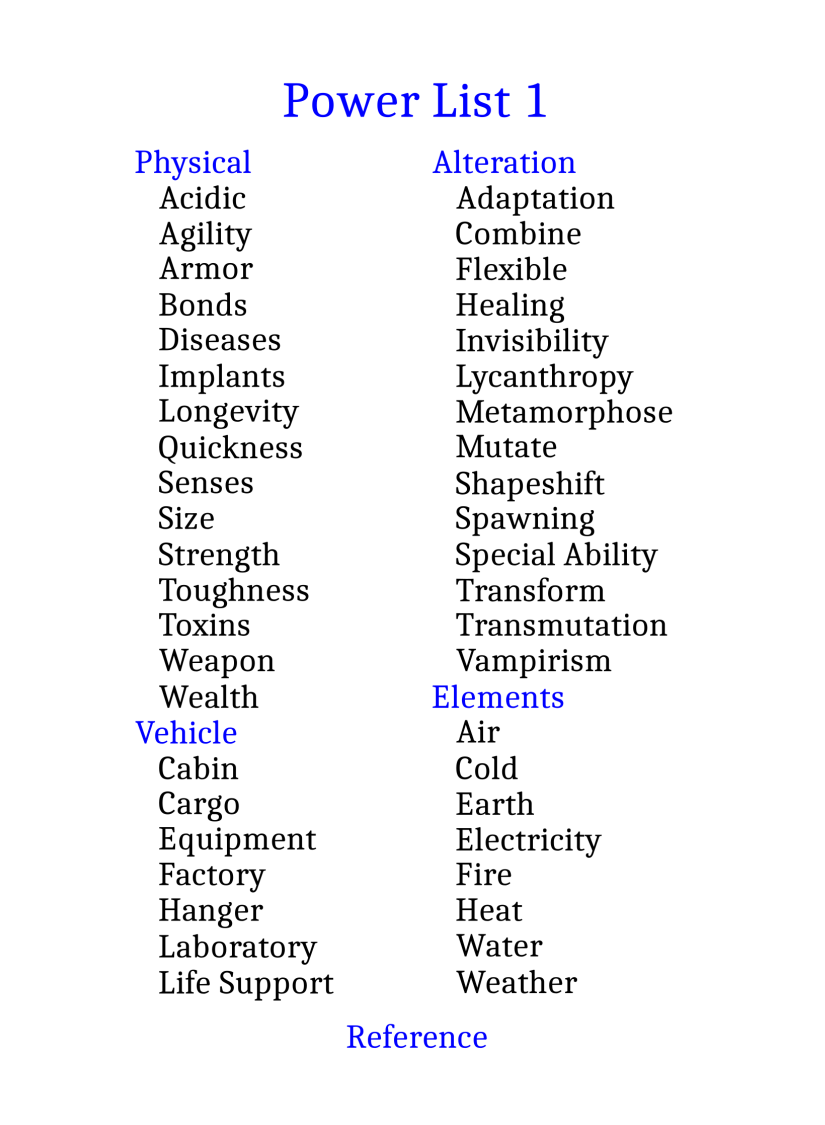 Power List 1
Physical
Acidic
Agility
Armor
Bonds
Diseases
Implants
Longevity
Quickness
Senses
Size
Strength
Toughness
Toxins
Weapon
Wealth
Vehicle
Cabin
Cargo
Equipment
Factory
Hanger
Laboratory
Life Support
Alteration
Adaptation
Combine
Flexible
Healing
Invisibility
Lycanthropy
Metamorphose
Mutate
Shapeshift
Spawning
Special Ability
Transform
Transmutation
Vampirism
Elements
Air
Cold
Earth
Electricity
Fire
Heat
Water
Weather
Reference